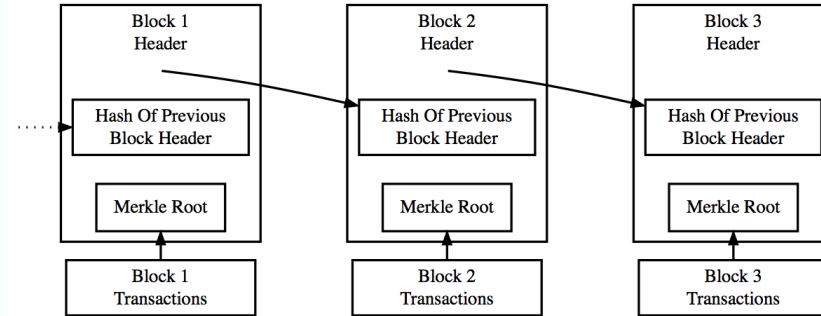 Block 1
Header
Block 2
Header
Block 3
Header
Hash Of Previous
Block Header
Hash Of Previous
Block Header
Hash Of Previous
Block Header
Merkle Root
Merkle Root
Merkle Root
Block 1
Transactions
Block 2
Transactions
Block 3
Transactions